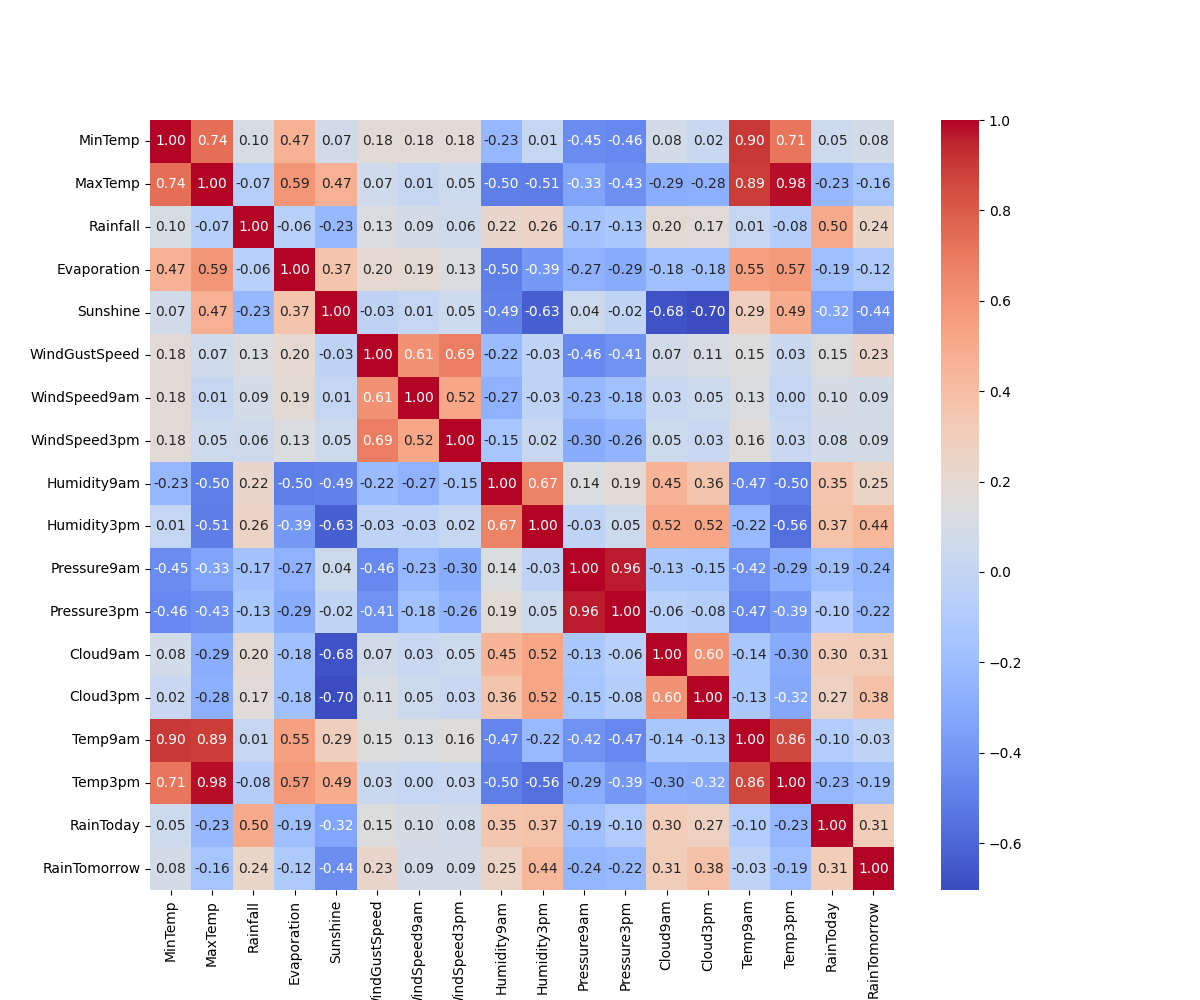 MinTemp 1.00 0.74 0.10 0.47 0.07 0.18 0.18 0.18 -0.23 0.01 -0.45 -0.46 0.08 0.02 0.90 0.71 0.05 0.08
MaxTemp 0.74 1.00 -0.07 0.59 0.47 0.07 0.01 0.05 -0.50 -0.51 -0.33 -0.43 -0.29 -0.28 0.89 0.98 -0.23 -0.16
Rainfall 0.10 -0.07 1.00 -0.06 -0.23 0.13 0.09 0.06 0.22 0.26 -0.17 -0.13 0.20 0.17 0.01 -0.08 0.50 0.24
Evaporation 0.47 0.59 -0.06 1.00 0.37 0.20 0.19 0.13 -0.50 -0.39 -0.27 -0.29 -0.18 -0.18 0.55 0.57 -0.19 -0.12
Sunshine 0.07 0.47 -0.23 0.37 1.00 -0.03 0.01 0.05 -0.49 -0.63 0.04 -0.02 -0.68 -0.70 0.29 0.49 -0.32 -0.44
WindGustSpeed 0.18 0.07 0.13 0.20 -0.03 1.00 0.61 0.69 -0.22 -0.03 -0.46 -0.41 0.07 0.11 0.15 0.03 0.15 0.23
WindSpeed9am 0.18 0.01 0.09 0.19 0.01 0.61 1.00 0.52 -0.27 -0.03 -0.23 -0.18 0.03 0.05 0.13 0.00 0.10 0.09
WindSpeed3pm 0.18 0.05 0.06 0.13 0.05 0.69 0.52 1.00 -0.15 0.02 -0.30 -0.26 0.05 0.03 0.16 0.03 0.08 0.09
Humidity9am -0.23 -0.50 0.22 -0.50 -0.49 -0.22 -0.27 -0.15 1.00 0.67 0.14 0.19 0.45 0.36 -0.47 -0.50 0.35 0.25
Humidity3pm 0.01 -0.51 0.26 -0.39 -0.63 -0.03 -0.03 0.02 0.67 1.00 -0.03 0.05 0.52 0.52 -0.22 -0.56 0.37 0.44
Pressure9am -0.45 -0.33 -0.17 -0.27 0.04 -0.46 -0.23 -0.30 0.14 -0.03 1.00 0.96 -0.13 -0.15 -0.42 -0.29 -0.19 -0.24
Pressure3pm -0.46 -0.43 -0.13 -0.29 -0.02 -0.41 -0.18 -0.26 0.19 0.05 0.96 1.00 -0.06 -0.08 -0.47 -0.39 -0.10 -0.22
Cloud9am 0.08 -0.29 0.20 -0.18 -0.68 0.07 0.03 0.05 0.45 0.52 -0.13 -0.06 1.00 0.60 -0.14 -0.30 0.30 0.31
Cloud3pm 0.02 -0.28 0.17 -0.18 -0.70 0.11 0.05 0.03 0.36 0.52 -0.15 -0.08 0.60 1.00 -0.13 -0.32 0.27 0.38
Temp9am 0.90 0.89 0.01 0.55 0.29 0.15 0.13 0.16 -0.47 -0.22 -0.42 -0.47 -0.14 -0.13 1.00 0.86 -0.10 -0.03
Temp3pm 0.71 0.98 -0.08 0.57 0.49 0.03 0.00 0.03 -0.50 -0.56 -0.29 -0.39 -0.30 -0.32 0.86 1.00 -0.23 -0.19
RainToday 0.05 -0.23 0.50 -0.19 -0.32 0.15 0.10 0.08 0.35 0.37 -0.19 -0.10 0.30 0.27 -0.10 -0.23 1.00 0.31
RainTomorrow 0.08 -0.16 0.24 -0.12 -0.44 0.23 0.09 0.09 0.25 0.44 -0.24 -0.22 0.31 0.38 -0.03 -0.19 0.31 1.00
MinTemp
MaxTemp
Rainfall
Evaporation
Sunshine
indGustSpeed
indSpeed9am
indSpeed3pm
Humidity9am
Humidity3pm
Pressure9am
Pressure3pm
Cloud9am
Cloud3pm
Temp9am
Temp3pm
RainToday
RainTomorrow
1.0
0.8
0.6
0.4
0.2
0.0
−0.2
−0.4
−0.6